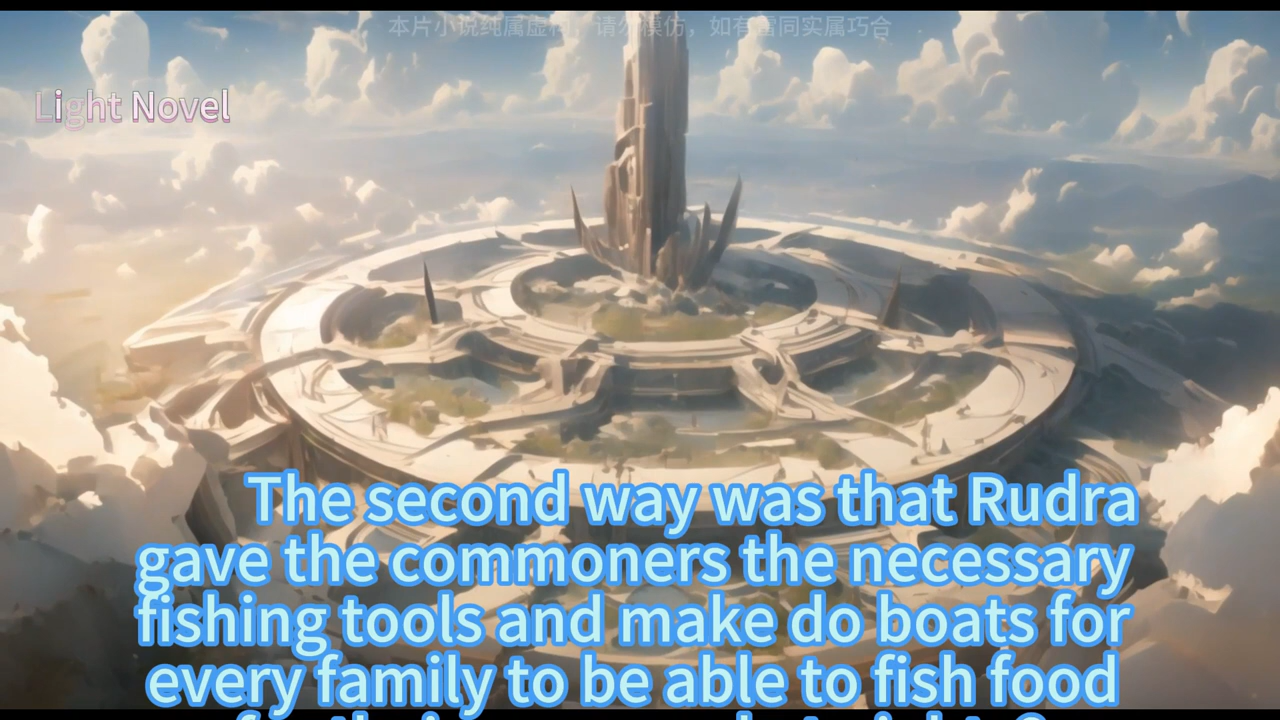 本片小说纯属虚构，请勿模仿，如有雷同实属巧合
Light Novel
The second way was that Rudra
gave the commoners the necessary
fishing tools and make do boats for
every family to be able to fish food